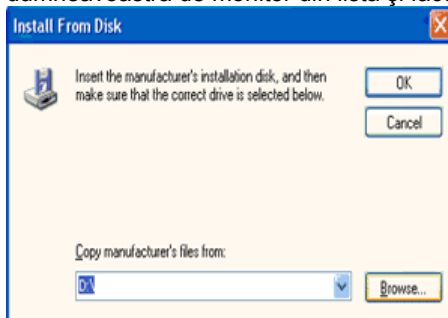 Install From Disk
Insert the manufacturer's installation disk, and then
make sure that the correct drive is selected below.
OK
Cancel
Copy manufacturer's files from:
D:\
Browse...